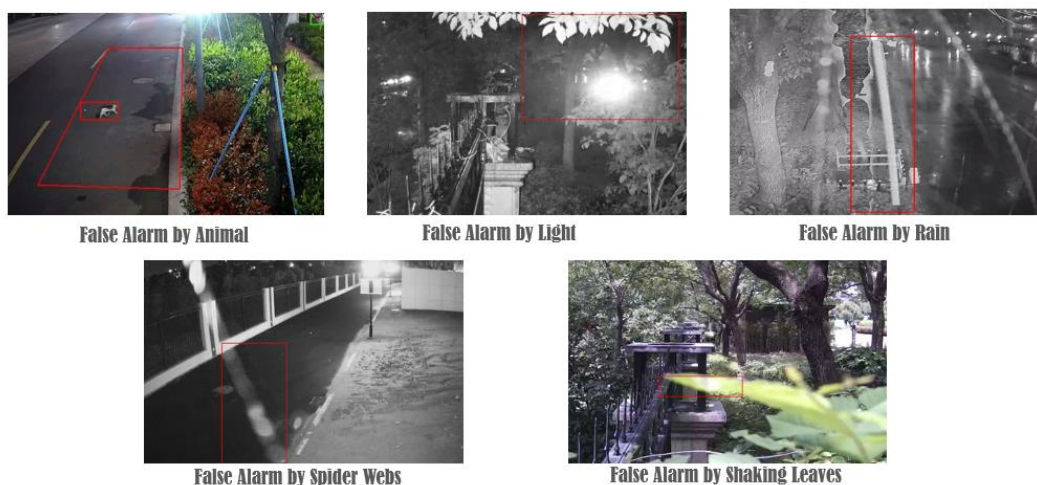 False Alarm by Animal
False Alarm by Light
False Alarm by Rain
False Alarm by Spider Webs
False Alarm by Shaking Leaves